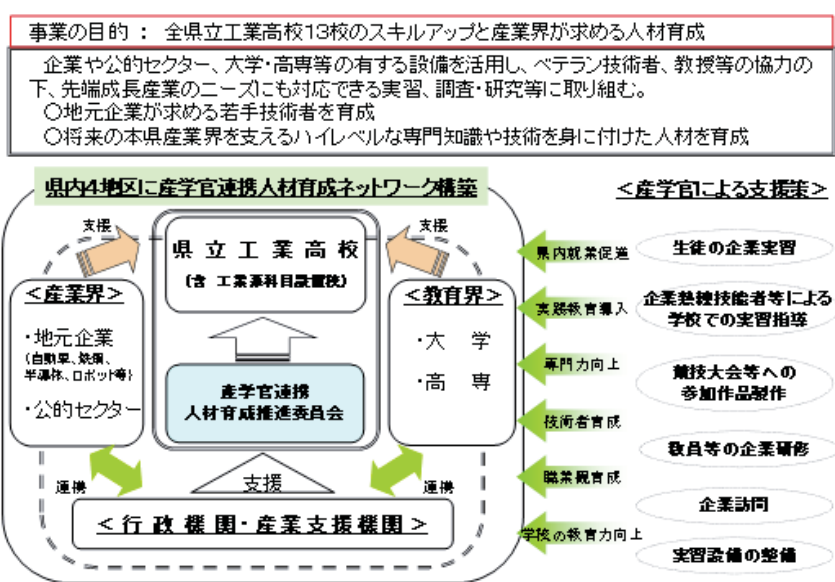 事業の目的 ： 全県立工業高校13校のスキルアップと産業界が求める人材育成
企業や公的セクター、大学・高専等の有する設備を活用し、ベテラン技術者、教授等の協力の
下、先端成長産業のニーズにも対応できる実習、調査・研究等に取り組む。
○地元企業が求める若手技術者を育成
○将来の本県産業界を支えるハイレベルな専門知識や技術を身に付けた人材を育成
県内4地区に産学官連携人材育成ネットワーク構築
＜産学官による支援策＞
支援
支援
県 立 工 業 高 校
(含 工業系科目設置校)
＜産業界＞
・地元企業
(自動車、鉄鋼、
半導体、ロボット等)
・公的セクター
＜教育界＞
・大 学
・高 専
産学官連携
人材育成推進委員会
連携
支援
連携
＜行 政 機 関・産 業 支 援 機 関＞
県内就業促進
実践教育導入
専門力向上
技術者育成
職業観育成
学校の教育力向上
生徒の企業実習
企業熟練技能者等による
学校での実習指導
競技大会等への
参加作品製作
教員等の企業研修
企業訪問
実習設備の整備